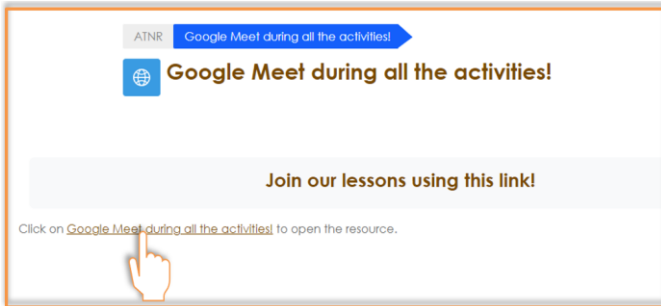 ATNR Google Meet during all the activities!
Google Meet during all the activities!
Join our lessons using this link!
Click on Google Meet during all the activities! to open the resource.